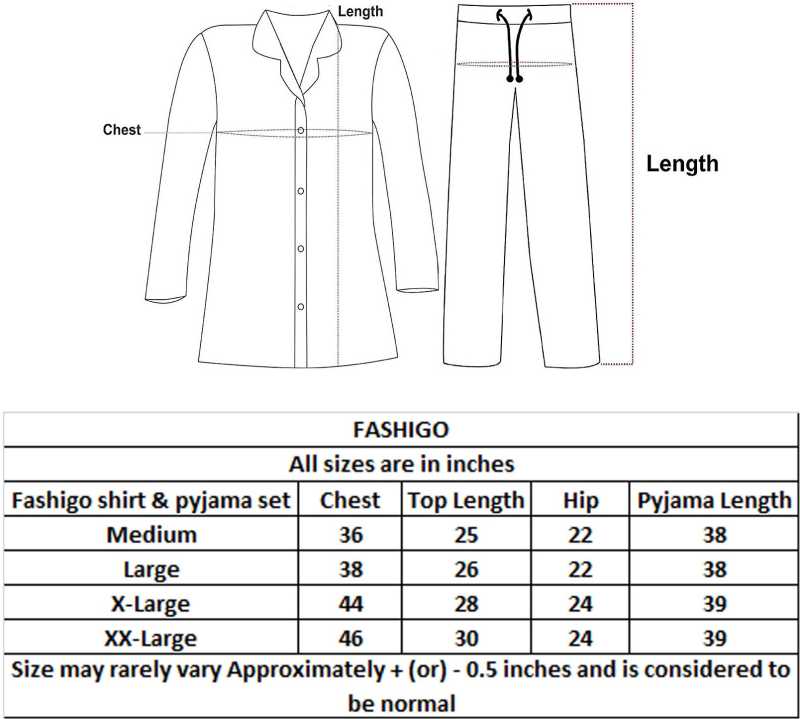 Length
Chest
Length
FASHIGO
All sizes are in inches
Fashigo shirt & pyjama set Chest Top Length Hip Pyjama Length
Medium 36 25 22 38
Large 38 26 22 38
X-Large 44 28 24 39
XX-Large 46 30 24 39
Size may rarely vary Approximately + (or) - 0.5 inches and is considered to
be normal